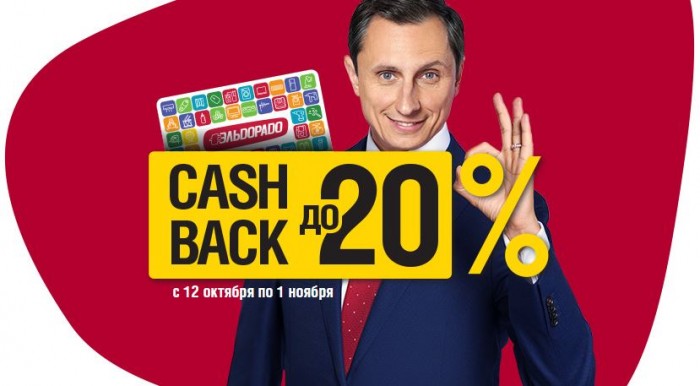 ЭЛЬДОРАДО
CASH
BACK
до 20%
с 12 октября по 1 ноября